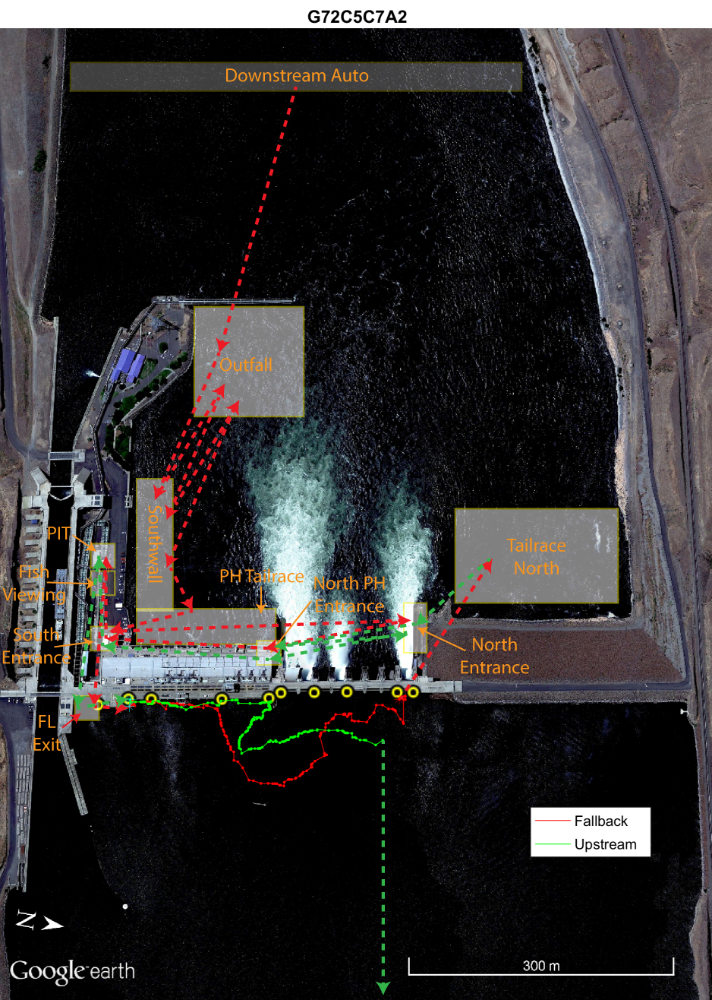 G72C5C7A2
Downstream Auto
Outfall
Southwall
PIT
Fish
Viewing
South
Entrance
PH Tailrace
North PH
Entrance
Tailrace
North
North
Entrance
FL
Exit
Fallback
Upstream
N
Google earth
300 m